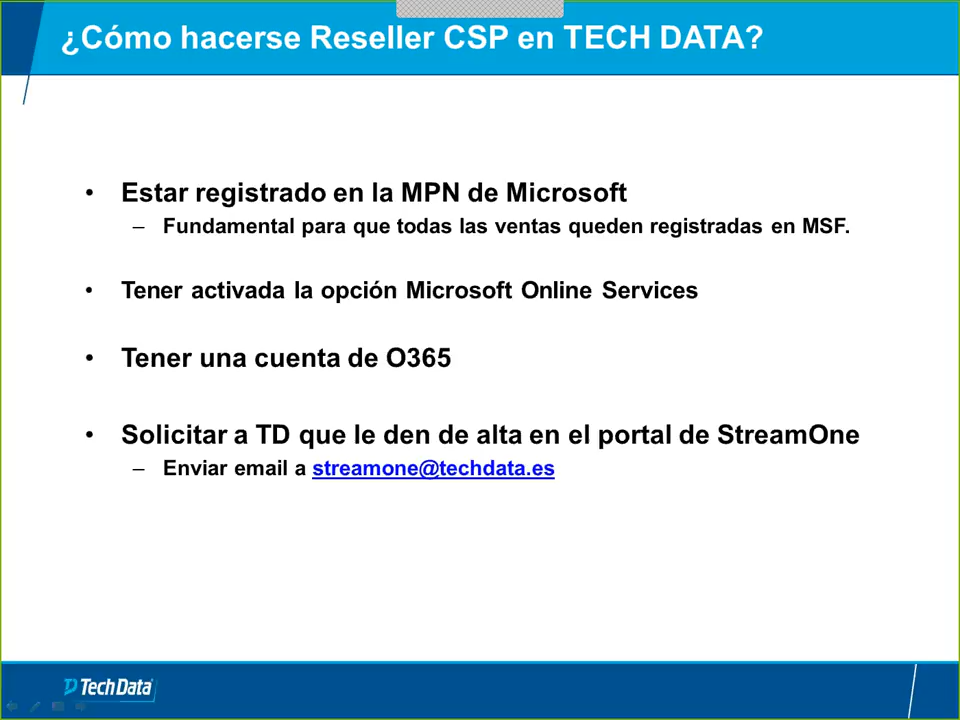 ¿Cómo hacerse Reseller CSP en TECH DATA?
• Estar registrado en la MPN de Microsoft
– Fundamental para que todas las ventas queden registradas en MSF.
• Tener activada la opción Microsoft Online Services
• Tener una cuenta de O365
• Solicitar a TD que le den de alta en el portal de StreamOne
– Enviar email a streamone@techdata.es
Tech Data